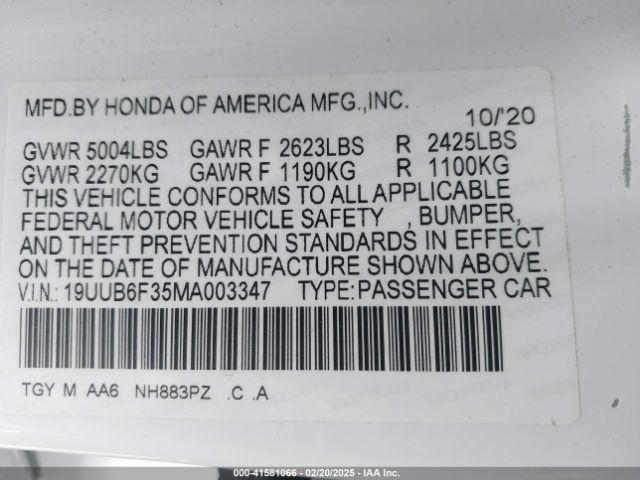 MFD.BY HONDA OF AMERICA MFG.,INC.
10/'20
GVWR 5004LBS GAWR F 2623LBS R 2425LBS
GVWR 2270KG GAWR F 1190KG R 1100KG
THIS VEHICLE CONFORMS TO ALL APPLICABLE
FEDERAL MOTOR VEHICLE SAFETY , BUMPER,
AND THEFT PREVENTION STANDARDS IN EFFECT
ON THE DATE OF MANUFACTURE SHOWN ABOVE.
V.I.N.: 19UUB6F35MA003347 TYPE:PASSENGER CAR
TGY M AA6 NH883PZ .C .A
000-41581066 - 02/20/2025 - IAA Inc.